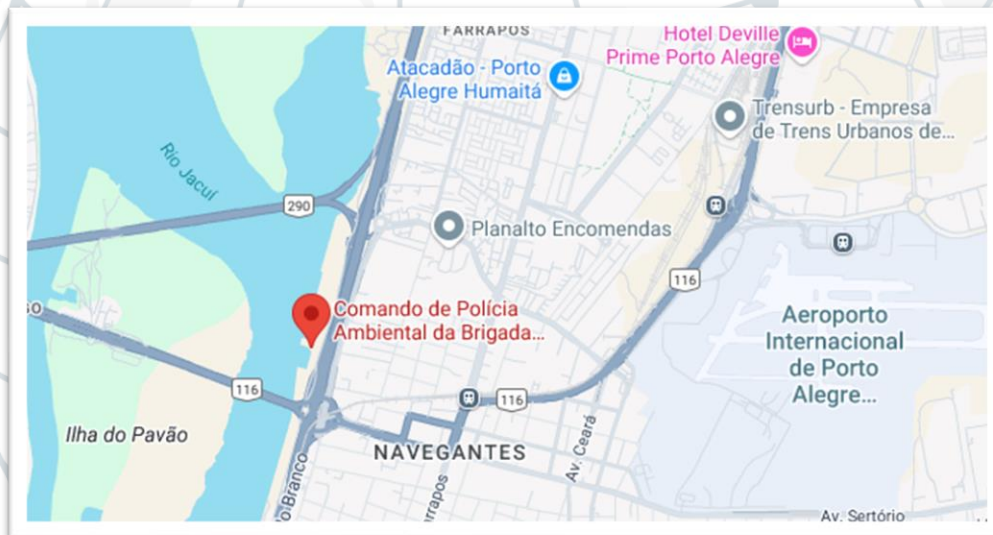 FARRAPOS
Hotel Deville
Prime Porto Alegre
Atacadão - Porto
Alegre Humaitá
Trensurb - Empresa
de Trens Urbanos de...
Rio Jacuí
290
Planalto Encomendas
116
Comando de Polícia
Ambiental da Brigada...
Aeroporto
Internacional
de Porto
Alegre...
116
116
Ilha do Pavão
NAVEGANTES
Av. Ceará
Branco
rrapos
Av. Sertório